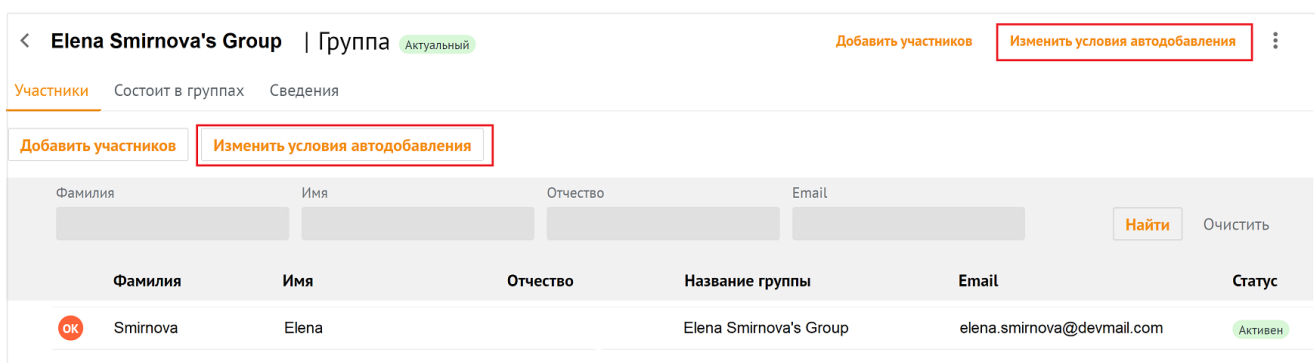 Elena Smirnova's Group | Группа Актуальный Добавить участников Изменить условия автодобавления
Участники Состоит в группах Сведения
Добавить участников Изменить условия автодобавления
Фамилия Имя Отчество Email
Найти Очистить
Фамилия Имя Отчество Название группы Email Статус
ОК Smirnova Elena Elena Smirnova's Group elena.smirnova@devmail.com Активен